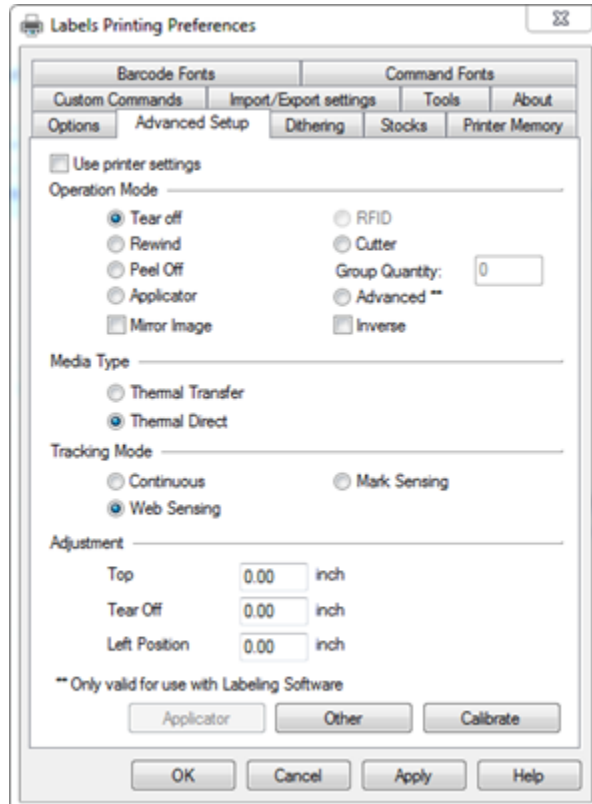 Labels Printing Preferences
Barcode Fonts Command Fonts
Custom Commands Import/Export settings Tools About
Options Advanced Setup Dithering Stocks Printer Memory
Use printer settings
Operation Mode
Tear off RFID
Rewind Cutter
Peel Off Group Quantity: 0
Applicator Advanced **
Mirror Image Inverse
Media Type
Thermal Transfer
Thermal Direct
Tracking Mode
Continuous Mark Sensing
Web Sensing
Adjustment
Top 0.00 inch
Tear Off 0.00 inch
Left Position 0.00 inch
** Only valid for use with Labeling Software
Applicator Other Calibrate
OK Cancel Apply Help